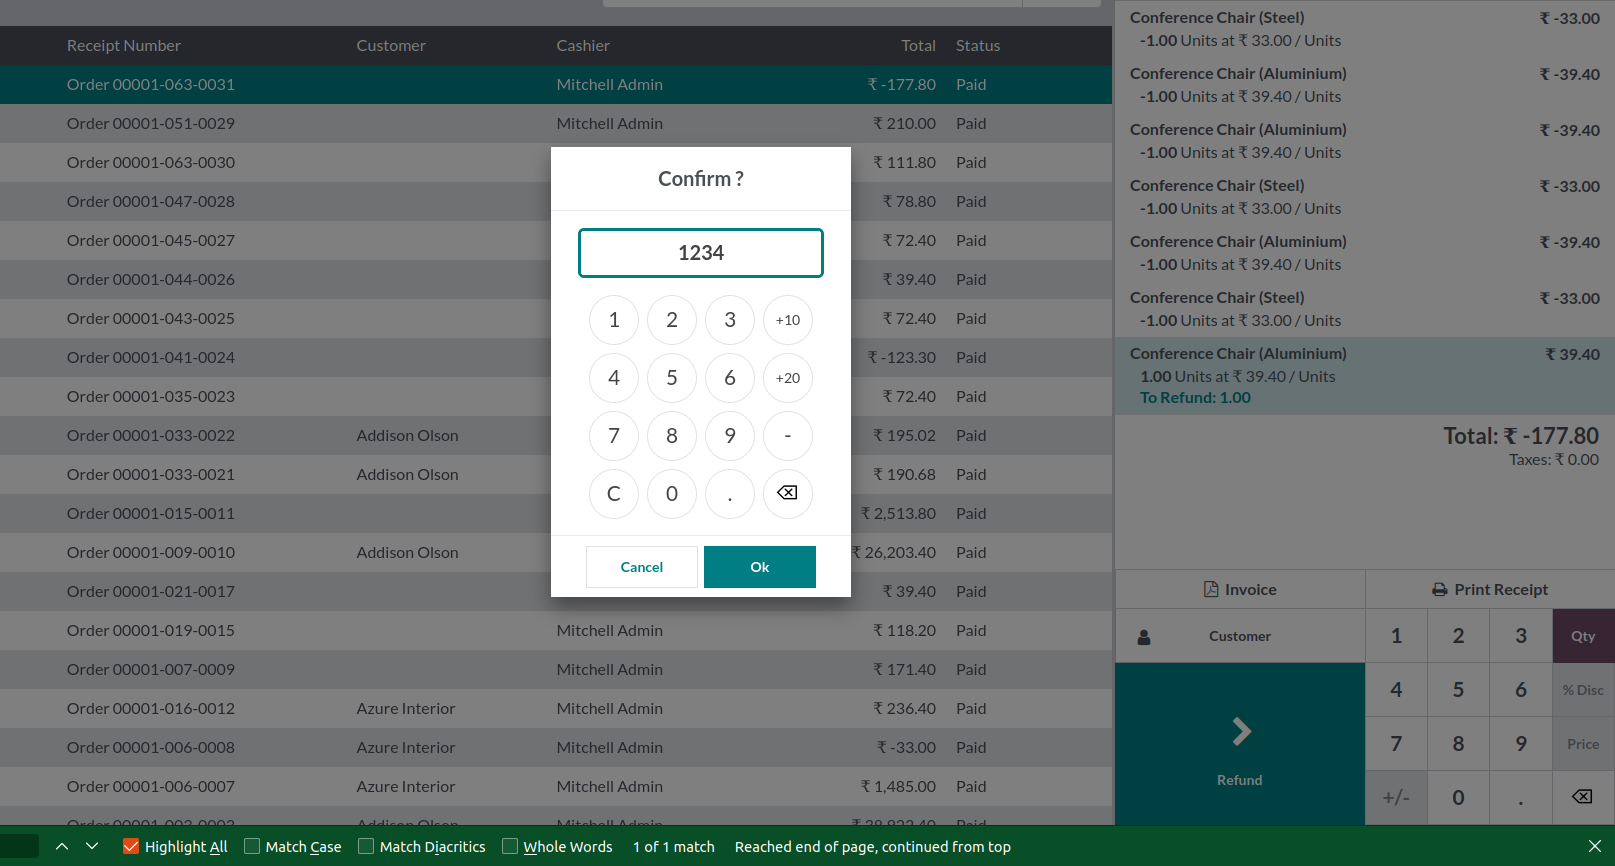 Receipt Number Customer Cashier Total Status
Order 00001-063-0031 Mitchell Admin ₹ -177.80 Paid
Order 00001-051-0029 Mitchell Admin ₹ 210.00 Paid
Order 00001-063-0030 ₹ 111.80 Paid
Order 00001-047-0028 ₹ 78.80 Paid
Order 00001-045-0027 ₹ 72.40 Paid
Order 00001-044-0026 ₹ 39.40 Paid
Order 00001-043-0025 ₹ 72.40 Paid
Order 00001-041-0024 ₹ -123.30 Paid
Order 00001-035-0023 ₹ 72.40 Paid
Order 00001-033-0022 Addison Olson ₹ 195.02 Paid
Order 00001-033-0021 Addison Olson ₹ 190.68 Paid
Order 00001-015-0011 ₹ 2,513.80 Paid
Order 00001-009-0010 Addison Olson ₹ 26,203.40 Paid
Order 00001-021-0017 ₹ 39.40 Paid
Order 00001-019-0015 Mitchell Admin ₹ 118.20 Paid
Order 00001-007-0009 Mitchell Admin ₹ 171.40 Paid
Order 00001-016-0012 Azure Interior Mitchell Admin ₹ 236.40 Paid
Order 00001-006-0008 Azure Interior Mitchell Admin ₹ -33.00 Paid
Order 00001-006-0007 Azure Interior Mitchell Admin ₹ 1,485.00 Paid
Confirm ?
1234
1 2 3 +10
4 5 6 +20
7 8 9 -
C 0 .
Cancel Ok
Conference Chair (Steel) ₹ -33.00
-1.00 Units at ₹ 33.00 / Units
Conference Chair (Aluminium) ₹ -39.40
-1.00 Units at ₹ 39.40 / Units
Conference Chair (Aluminium) ₹ -39.40
-1.00 Units at ₹ 39.40 / Units
Conference Chair (Steel) ₹ -33.00
-1.00 Units at ₹ 33.00 / Units
Conference Chair (Aluminium) ₹ -39.40
-1.00 Units at ₹ 39.40 / Units
Conference Chair (Steel) ₹ -33.00
-1.00 Units at ₹ 33.00 / Units
Conference Chair (Aluminium) ₹ 39.40
1.00 Units at ₹ 39.40 / Units
To Refund: 1.00
Total: ₹ -177.80
Taxes: ₹ 0.00
Invoice Print Receipt
Customer 1 2 3 Qty
4 5 6 % Disc
7 8 9 Price
Refund
+/- 0 .
Highlight All Match Case Match Diacritics Whole Words 1 of 1 match Reached end of page, continued from top